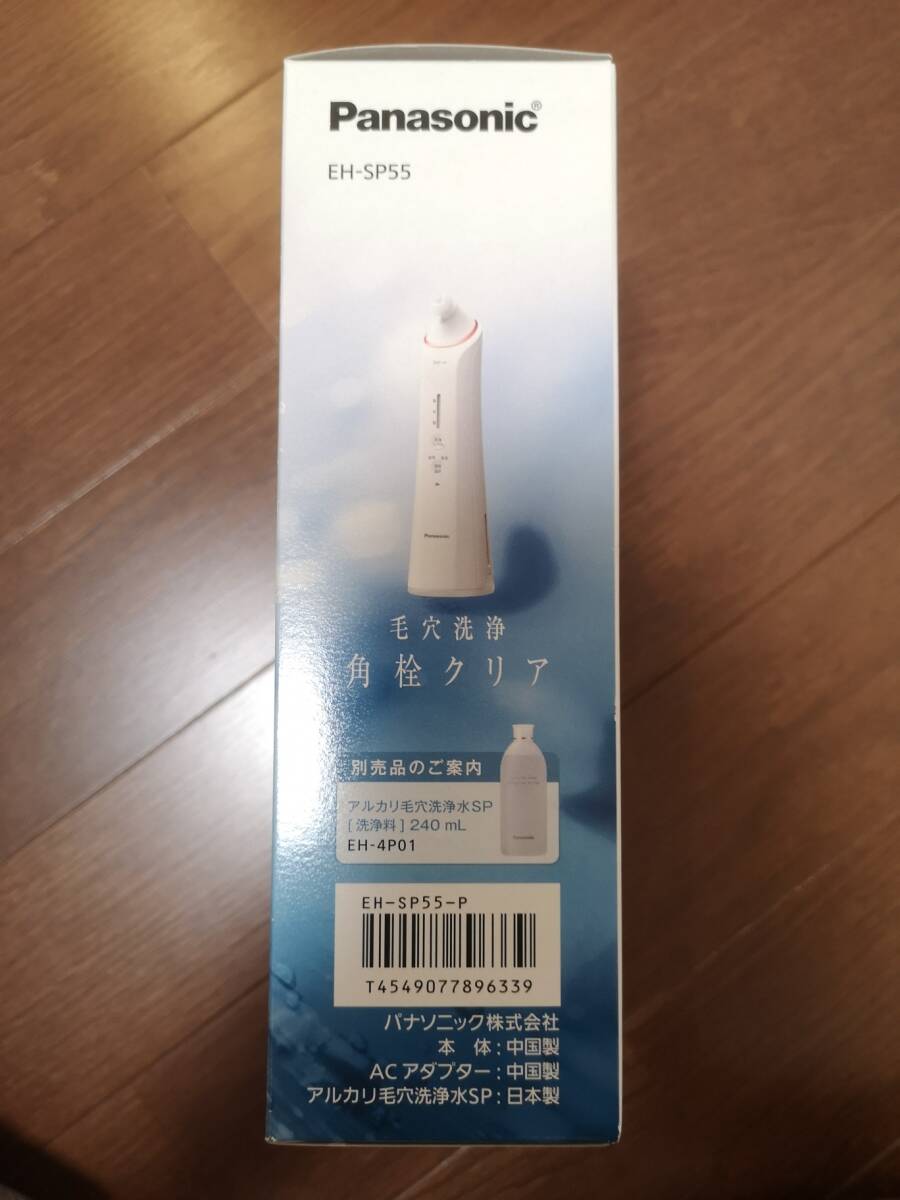 Panasonic®
EH-SP55
Panasonic
毛穴洗浄
角栓クリア
別売品のご案内
アルカリ毛穴洗浄水SP
[洗浄料] 240 mL
EH-4P01
Panasonic
EH-SP55-P
T4549077896339
パナソニック株式会社
本 体:中国製
ACアダプター:中国製
アルカリ毛穴洗浄水SP:日本製